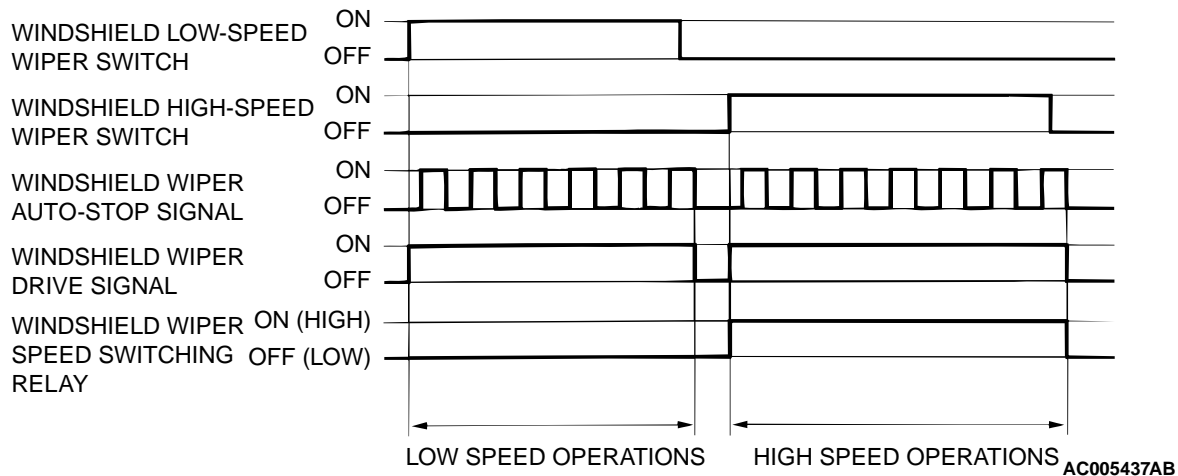 WINDSHIELD LOW-SPEED
WIPER SWITCH
ON
OFF
WINDSHIELD HIGH-SPEED
WIPER SWITCH
ON
OFF
WINDSHIELD WIPER
AUTO-STOP SIGNAL
ON
OFF
WINDSHIELD WIPER
DRIVE SIGNAL
ON
OFF
WINDSHIELD WIPER
SPEED SWITCHING
RELAY
ON (HIGH)
OFF (LOW)
LOW SPEED OPERATIONS
HIGH SPEED OPERATIONS
AC005437AB